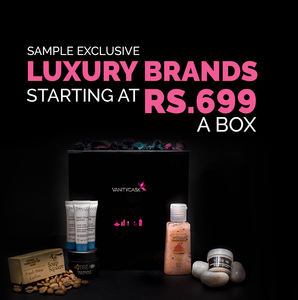 SAMPLE EXCLUSIVE
LUXURY BRANDS
STARTING AT RS.699
A BOX
VANITYCASK